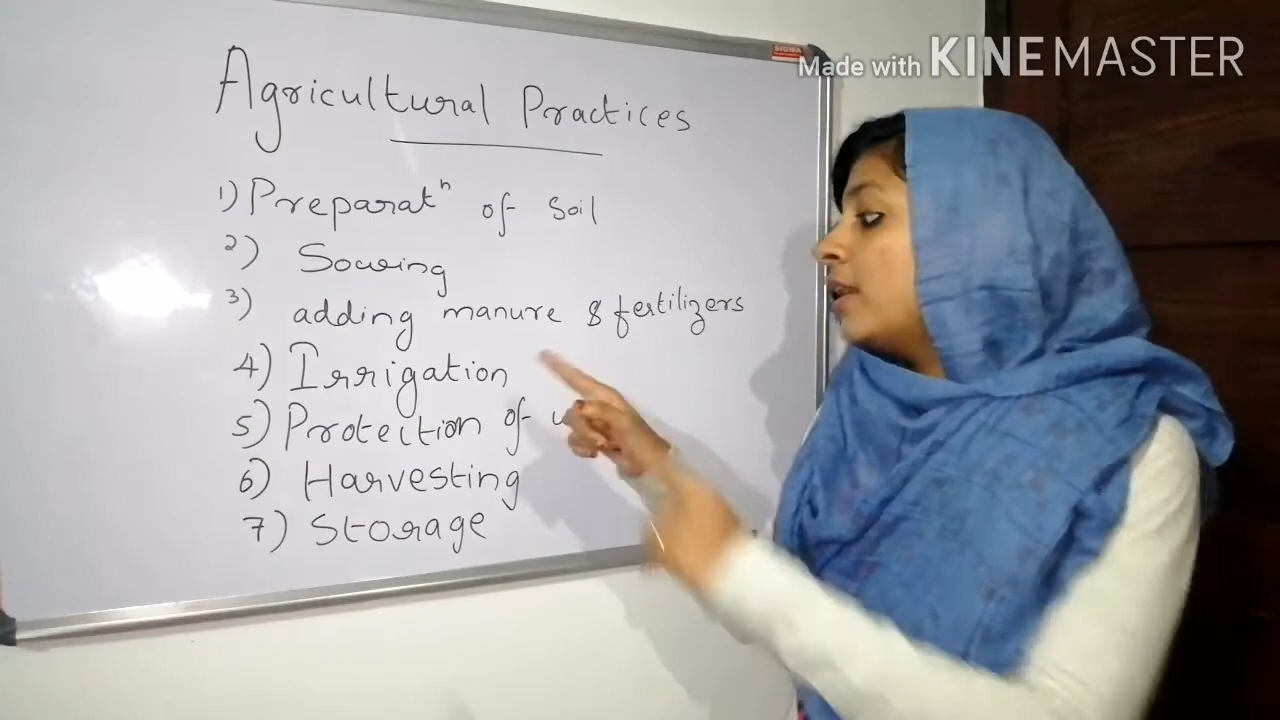 SIGMA
Made with KINEMASTER
Agricultural Practices
1) Preparatⁿ of Soil
2) Sowing
3) adding manure & fertilizers
4) Irrigation
5) Protection of
6) Harvesting
7) Storage